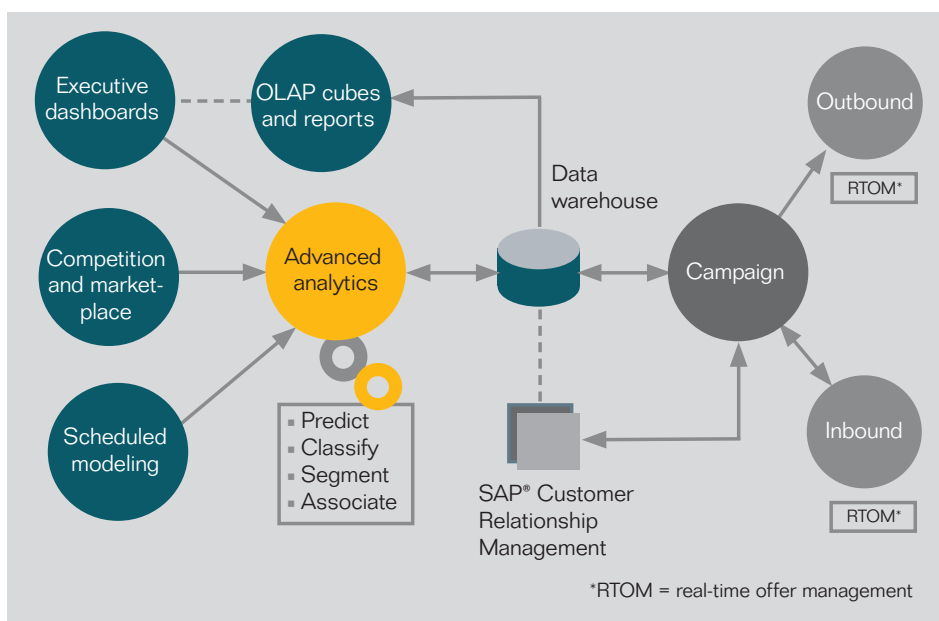 Executive
dashboards
OLAP cubes
and reports
Outbound
RTOM*
Data
warehouse
Competition
and market-
place
Advanced
analytics
Campaign
Scheduled
modeling
▪ Predict
▪ Classify
▪ Segment
▪ Associate
Inbound
RTOM*
SAP® Customer
Relationship
Management
*RTOM = real-time offer management